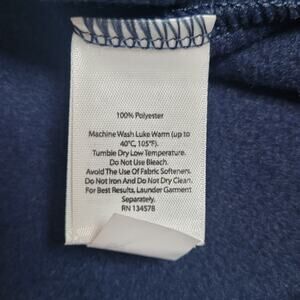 100% Polyester
Machine Wash Luke Warm (up to
40°C, 105°F).
Tumble Dry Low Temperature.
Do Not Use Bleach.
Avoid The Use Of Fabric Softeners.
Do Not Iron And Do Not Dry Clean.
For Best Results, Launder Garment
Separately.
RN 134578